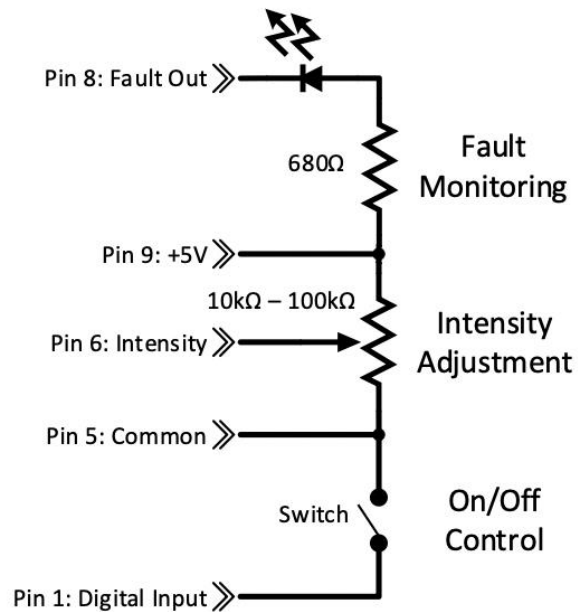 Pin 8: Fault Out
680Ω
Fault
Monitoring
Pin 9: +5V
10kΩ – 100kΩ
Pin 6: Intensity
Intensity
Adjustment
Pin 5: Common
Switch
On/Off
Control
Pin 1: Digital Input